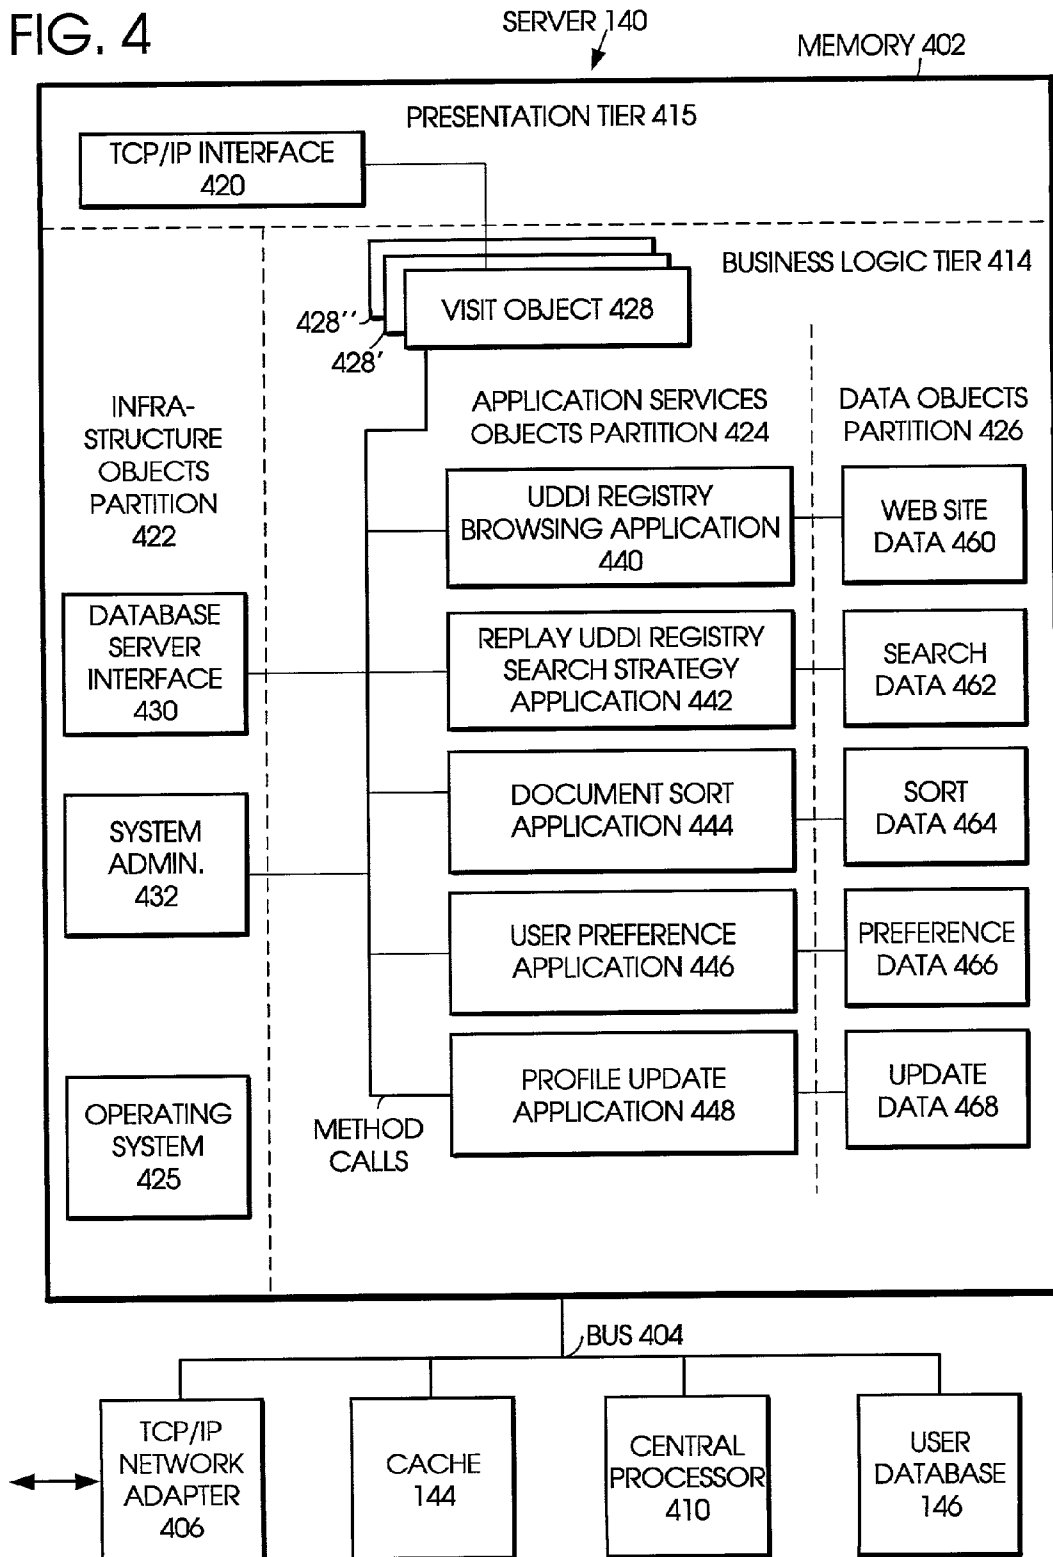 FIG. 4
SERVER 140
MEMORY 402
PRESENTATION TIER 415
TCP/IP INTERFACE
420
BUSINESS LOGIC TIER 414
VISIT OBJECT 428
428''
428'
INFRA-
STRUCTURE
OBJECTS
PARTITION
422
APPLICATION SERVICES
OBJECTS PARTITION 424
DATA OBJECTS
PARTITION 426
UDDI REGISTRY
BROWSING APPLICATION
440
WEB SITE
DATA 460
DATABASE
SERVER
INTERFACE
430
REPLAY UDDI REGISTRY
SEARCH STRATEGY
APPLICATION 442
SEARCH
DATA 462
SYSTEM
ADMIN.
432
DOCUMENT SORT
APPLICATION 444
SORT
DATA 464
USER PREFERENCE
APPLICATION 446
PREFERENCE
DATA 466
OPERATING
SYSTEM
425
METHOD
CALLS
PROFILE UPDATE
APPLICATION 448
UPDATE
DATA 468
BUS 404
TCP/IP
NETWORK
ADAPTER
406
CACHE
144
CENTRAL
PROCESSOR
410
USER
DATABASE
146